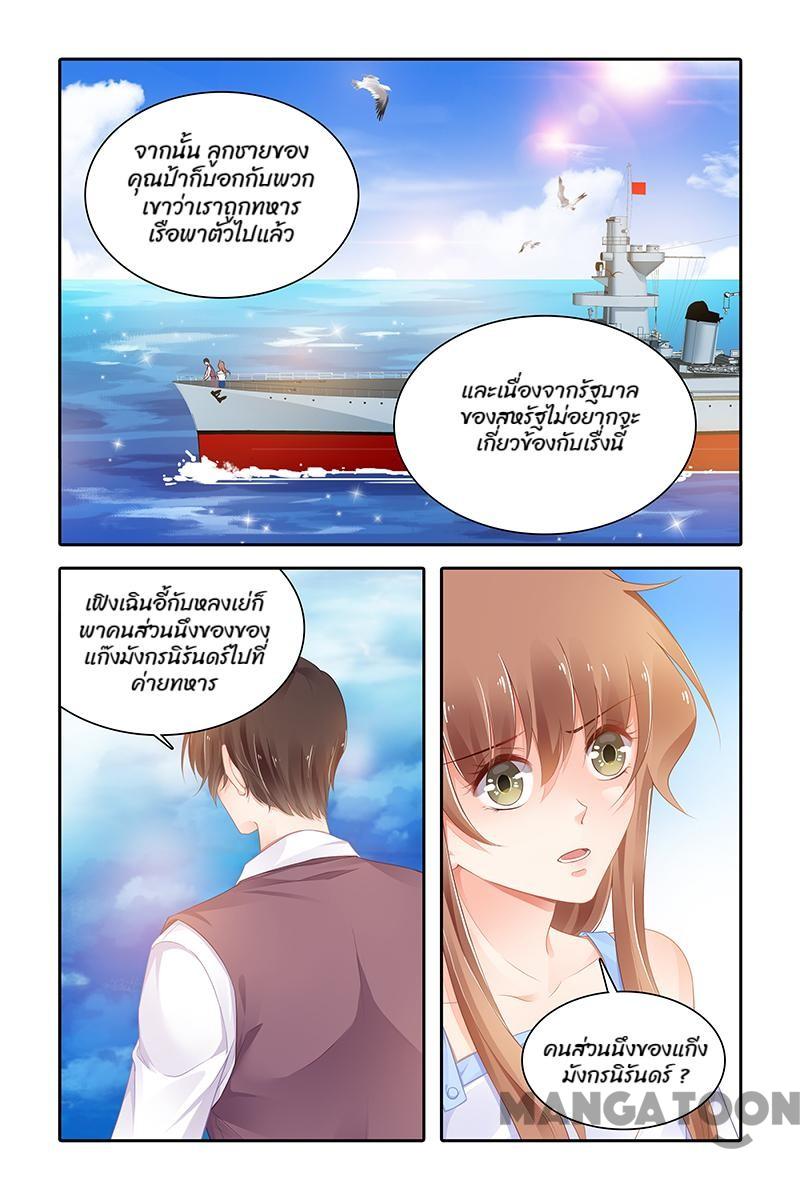 จากนั้น ลูกชายของ
คุณป้าก็บอกกับพวก
เขาว่าเราถูกทหาร
เรือพาตัวไปแล้ว
และเนื่องจากรัฐบาล
ของสหรัฐไม่อยากจะ
เกี่ยวข้องกับเรื่งนี้
เฟิงเฉินอี้กับหลงเย่ก็
พาคนส่วนนึงของของ
แก๊งมังกรนิรันดร์ไปที่
ค่ายทหาร
คนส่วนนึงของแก๊ง
มังกรนิรันดร์ ?
MANGATOON